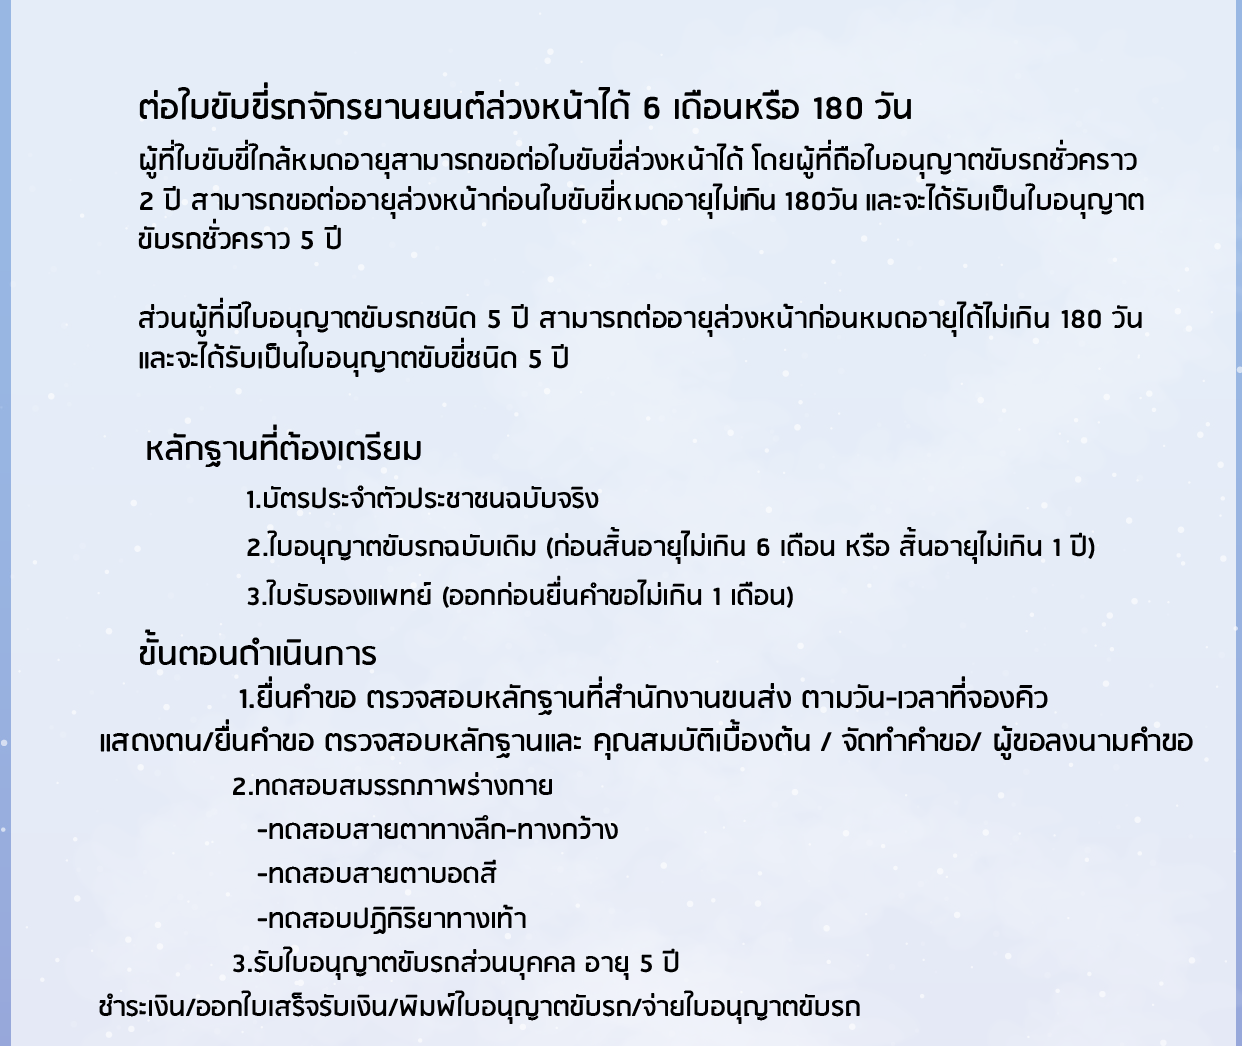 ต่อใบขับขี่รถจักรยานยนต์ล่วงหน้าได้ 6 เดือนหรือ 180 วัน
ผู้ที่ใบขับขี่ใกล้หมดอายุสามารถขอต่อใบขับขี่ล่วงหน้าได้ โดยผู้ที่ถือใบอนุญาตขับรถชั่วคราว
2 ปี สามารถขอต่ออายุล่วงหน้าก่อนใบขับขี่หมดอายุไม่เกิน 180วัน และจะได้รับเป็นใบอนุญาต
ขับรถชั่วคราว 5 ปี
ส่วนผู้ที่มีใบอนุญาตขับรถชนิด 5 ปี สามารถต่ออายุล่วงหน้าก่อนหมดอายุได้ไม่เกิน 180 วัน
และจะได้รับเป็นใบอนุญาตขับขี่ชนิด 5 ปี
หลักฐานที่ต้องเตรียม
1.บัตรประจำตัวประชาชนฉบับจริง
2.ใบอนุญาตขับรถฉบับเดิม (ก่อนสิ้นอายุไม่เกิน 6 เดือน หรือ สิ้นอายุไม่เกิน 1 ปี)
3.ใบรับรองแพทย์ (ออกก่อนยื่นคำขอไม่เกิน 1 เดือน)
ขั้นตอนดำเนินการ
1.ยื่นคำขอ ตรวจสอบหลักฐานที่สำนักงานขนส่ง ตามวัน-เวลาที่จองคิว
แสดงตน/ยื่นคำขอ ตรวจสอบหลักฐานและ คุณสมบัติเบื้องต้น / จัดทำคำขอ/ ผู้ขอลงนามคำขอ
2.ทดสอบสมรรถภาพร่างกาย
-ทดสอบสายตาทางลึก-ทางกว้าง
-ทดสอบสายตาบอดสี
-ทดสอบปฏิกิริยาทางเท้า
3.รับใบอนุญาตขับรถส่วนบุคคล อายุ 5 ปี
ชำระเงิน/ออกใบเสร็จรับเงิน/พิมพ์ใบอนุญาตขับรถ/จ่ายใบอนุญาตขับรถ